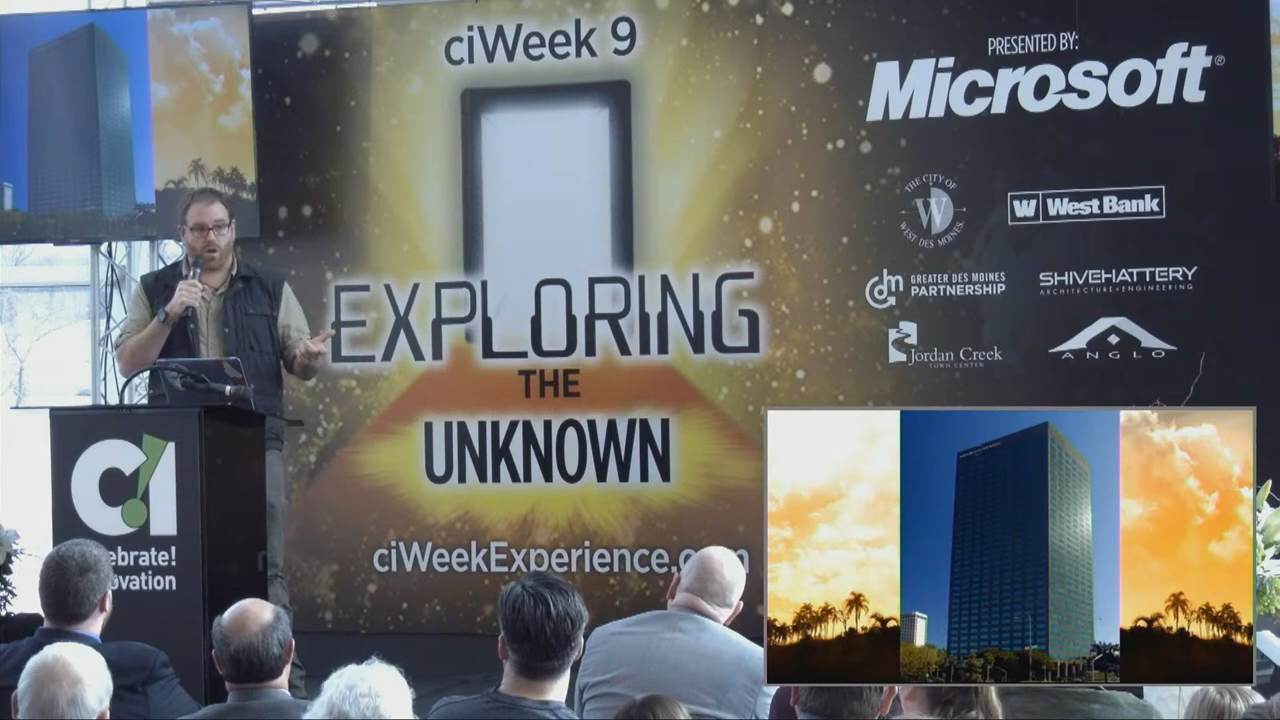 ciWeek 9
EXPLORING
THE
UNKNOWN
ciWeekExperience.
PRESENTED BY:
Microsoft®
THE CITY OF
W
WEST DES MOINES.
W West Bank
dm
GREATER DES MOINES
PARTNERSHIP
SHIVEHATTERY
ARCHITECTURE+ENGINEERING
Jordan Creek
TOWN CENTER
ANGLO
c!
ebrate!
ovation